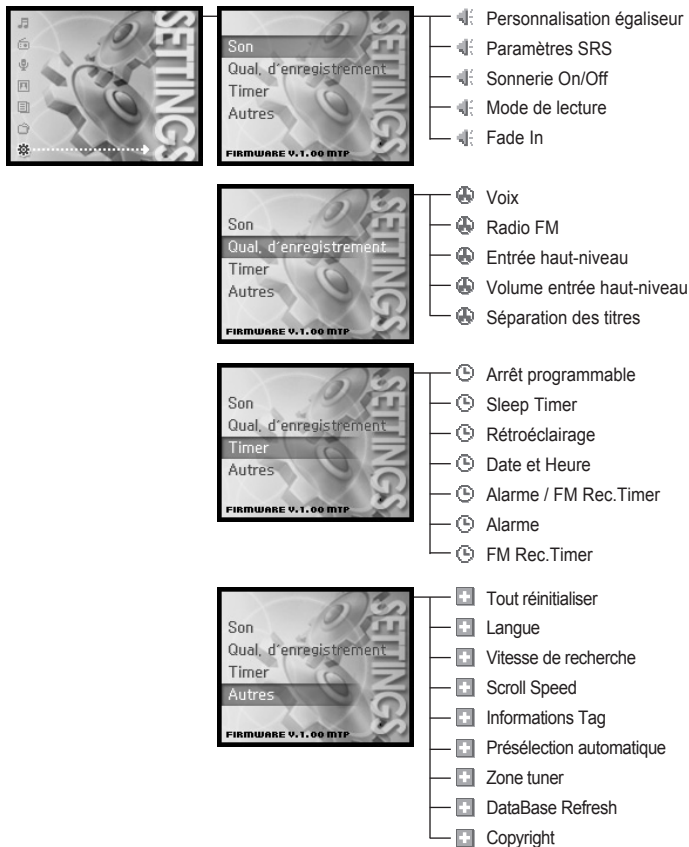 SETTINGS
Son
Qual. d'enregistrement
Timer
Autres
FIRMWARE V.1.00 MTP
SETTINGS
Personnalisation égaliseur
Paramètres SRS
Sonnerie On/Off
Mode de lecture
Fade In
Son
Qual. d'enregistrement
Timer
Autres
FIRMWARE V.1.00 MTP
SETTINGS
Voix
Radio FM
Entrée haut-niveau
Volume entrée haut-niveau
Séparation des titres
Son
Qual. d'enregistrement
Timer
Autres
FIRMWARE V.1.00 MTP
SETTINGS
Arrêt programmable
Sleep Timer
Rétroéclairage
Date et Heure
Alarme / FM Rec.Timer
Alarme
FM Rec.Timer
Son
Qual. d'enregistrement
Timer
Autres
FIRMWARE V.1.00 MTP
SETTINGS
Tout réinitialiser
Langue
Vitesse de recherche
Scroll Speed
Informations Tag
Présélection automatique
Zone tuner
DataBase Refresh
Copyright